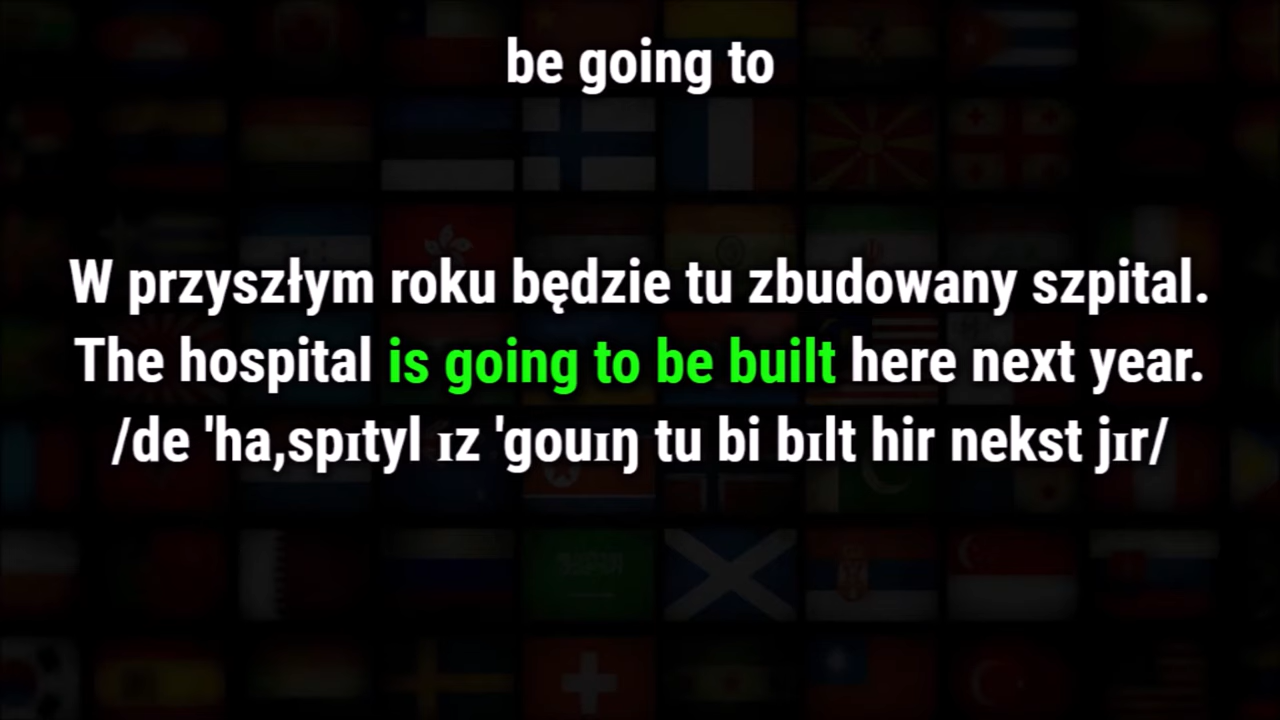 be going to
W przyszłym roku będzie tu zbudowany szpital.
The hospital is going to be built here next year.
/de 'ha,spɪtyl ɪz 'gouɪŋ tu bi bɪlt hir nekst jɪr/